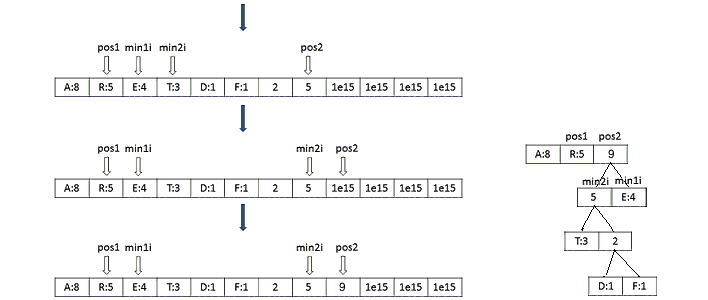 pos1 min1i min2i pos2
A:8 R:5 E:4 T:3 D:1 F:1 2 5 1e15 1e15 1e15 1e15
pos1 min1i min2i pos2
A:8 R:5 E:4 T:3 D:1 F:1 2 5 1e15 1e15 1e15 1e15
pos1 min1i min2i pos2
A:8 R:5 E:4 T:3 D:1 F:1 2 5 9 1e15 1e15 1e15
pos1 pos2
A:8 R:5 9
min2i min1i
5 E:4
T:3 2
D:1 F:1